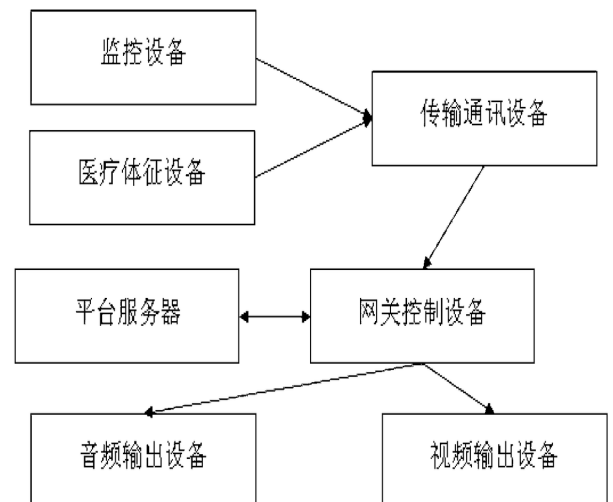 监控设备
传输通讯设备
医疗体征设备
平台服务器
网关控制设备
音频输出设备
视频输出设备